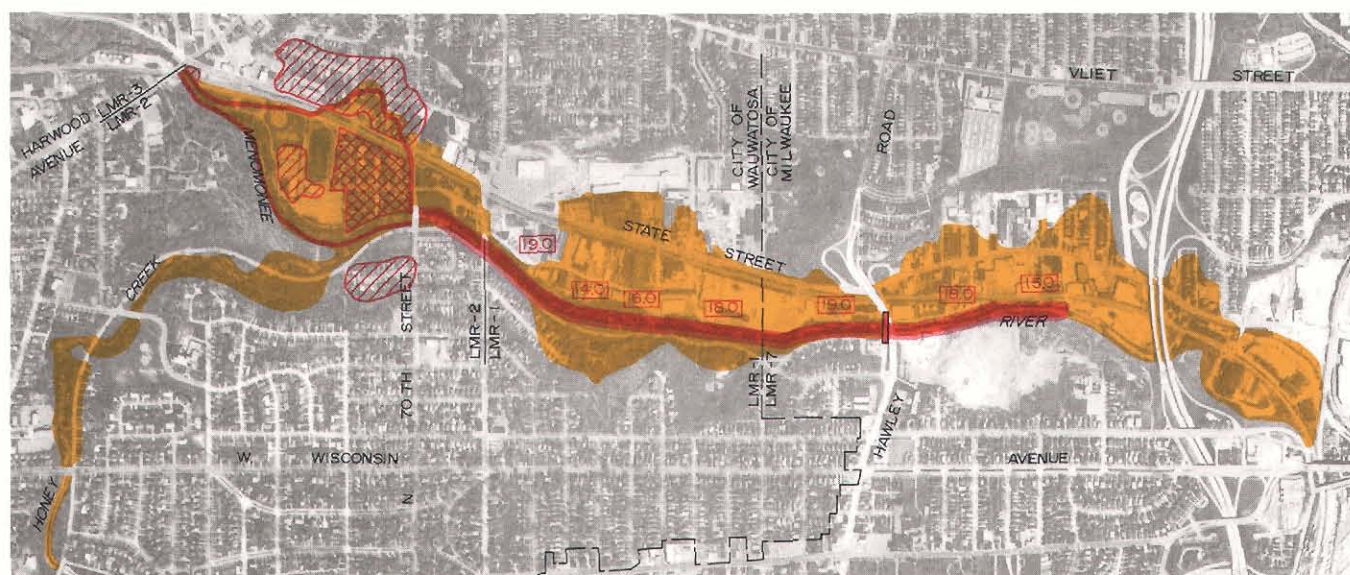 VLIET STREET
HARWOOD AVENUE
LMR-3
LMR-2
MENOMONEE
CITY OF WAUWATOSA
CITY OF MILWAUKEE
ROAD
CREEK
STATE STREET
19.0
14.0
16.0
18.0
19.0
18.0
15.0
RIVER
N 70TH STREET
LMR-2
LMR-1
LMR-1
LMR-17
HAWLEY
W. WISCONSIN AVENUE
HONEY